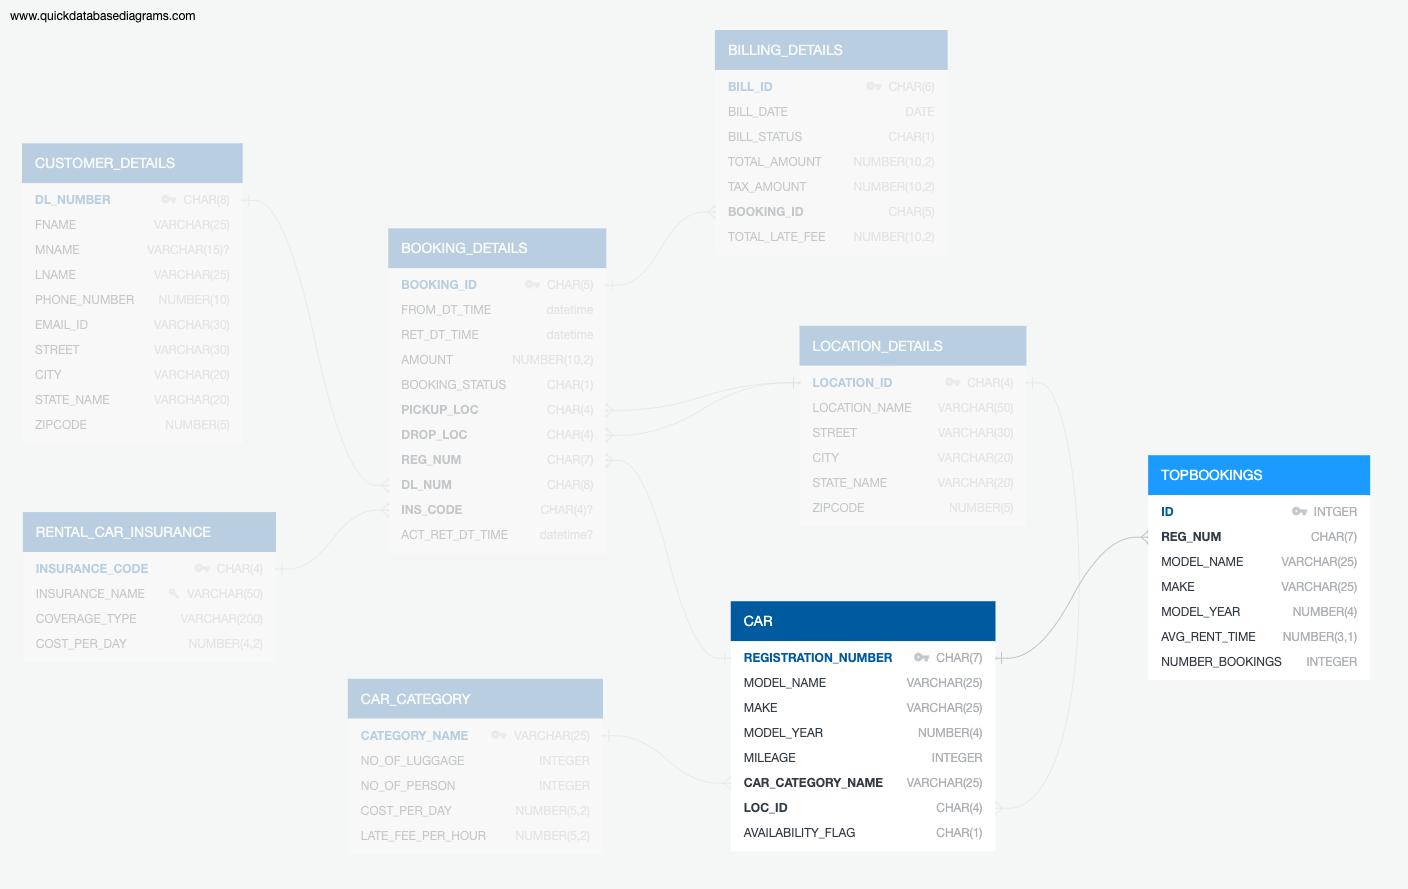 www.quickdatabasediagrams.com
BILLING_DETAILS
BILL_ID CHAR(6)
BILL_DATE DATE
BILL_STATUS CHAR(1)
TOTAL_AMOUNT NUMBER(10,2)
TAX_AMOUNT NUMBER(10,2)
BOOKING_ID CHAR(5)
TOTAL_LATE_FEE NUMBER(10,2)
CUSTOMER_DETAILS
DL_NUMBER CHAR(8)
FNAME VARCHAR(25)
MNAME VARCHAR(15)?
LNAME VARCHAR(25)
PHONE_NUMBER NUMBER(10)
EMAIL_ID VARCHAR(30)
STREET VARCHAR(30)
CITY VARCHAR(20)
STATE_NAME VARCHAR(20)
ZIPCODE NUMBER(5)
BOOKING_DETAILS
BOOKING_ID CHAR(5)
FROM_DT_TIME datetime
RET_DT_TIME datetime
AMOUNT NUMBER(10,2)
BOOKING_STATUS CHAR(1)
PICKUP_LOC CHAR(4)
DROP_LOC CHAR(4)
REG_NUM CHAR(7)
DL_NUM CHAR(8)
INS_CODE CHAR(4)?
ACT_RET_DT_TIME datetime?
LOCATION_DETAILS
LOCATION_ID CHAR(4)
LOCATION_NAME VARCHAR(50)
STREET VARCHAR(30)
CITY VARCHAR(20)
STATE_NAME VARCHAR(20)
ZIPCODE NUMBER(5)
TOPBOOKINGS
ID INTGER
REG_NUM CHAR(7)
MODEL_NAME VARCHAR(25)
MAKE VARCHAR(25)
MODEL_YEAR NUMBER(4)
AVG_RENT_TIME NUMBER(3,1)
NUMBER_BOOKINGS INTEGER
RENTAL_CAR_INSURANCE
INSURANCE_CODE CHAR(4)
INSURANCE_NAME VARCHAR(50)
COVERAGE_TYPE VARCHAR(200)
COST_PER_DAY NUMBER(4,2)
CAR
REGISTRATION_NUMBER CHAR(7)
MODEL_NAME VARCHAR(25)
MAKE VARCHAR(25)
MODEL_YEAR NUMBER(4)
MILEAGE INTEGER
CAR_CATEGORY_NAME VARCHAR(25)
LOC_ID CHAR(4)
AVAILABILITY_FLAG CHAR(1)
CAR_CATEGORY
CATEGORY_NAME VARCHAR(25)
NO_OF_LUGGAGE INTEGER
NO_OF_PERSON INTEGER
COST_PER_DAY NUMBER(5,2)
LATE_FEE_PER_HOUR NUMBER(5,2)